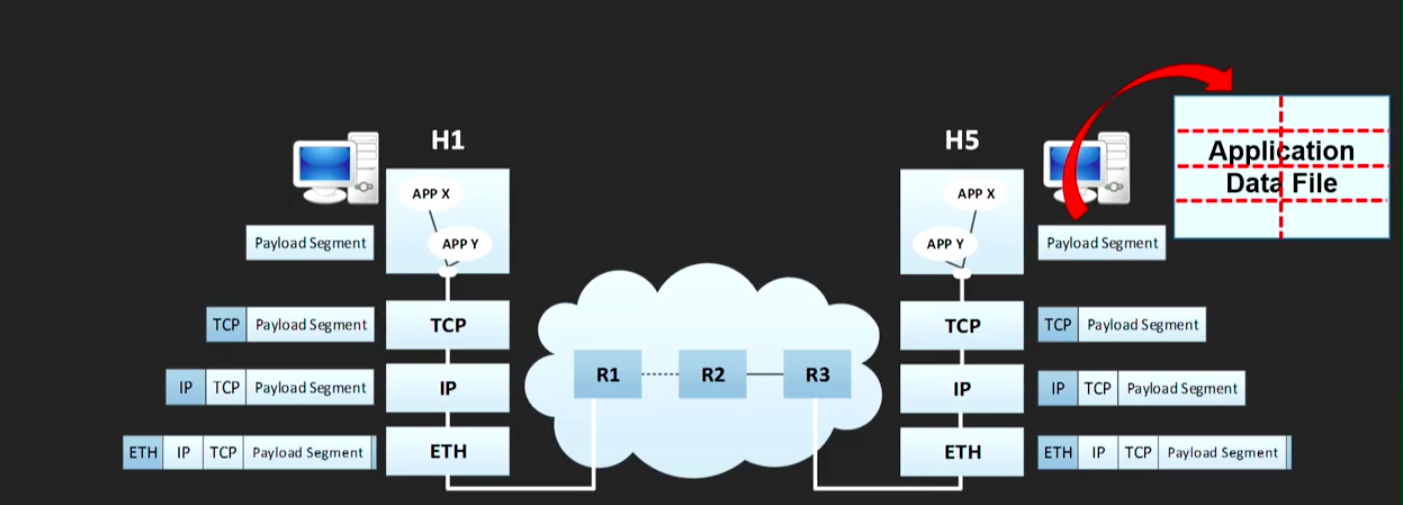 H1
H5
Application
Data File
APP X
APP X
Payload Segment
APP Y
APP Y
Payload Segment
TCP Payload Segment
TCP
TCP
TCP Payload Segment
R1
R2
R3
IP TCP Payload Segment
IP
IP
IP TCP Payload Segment
ETH IP TCP Payload Segment
ETH
ETH
ETH IP TCP Payload Segment